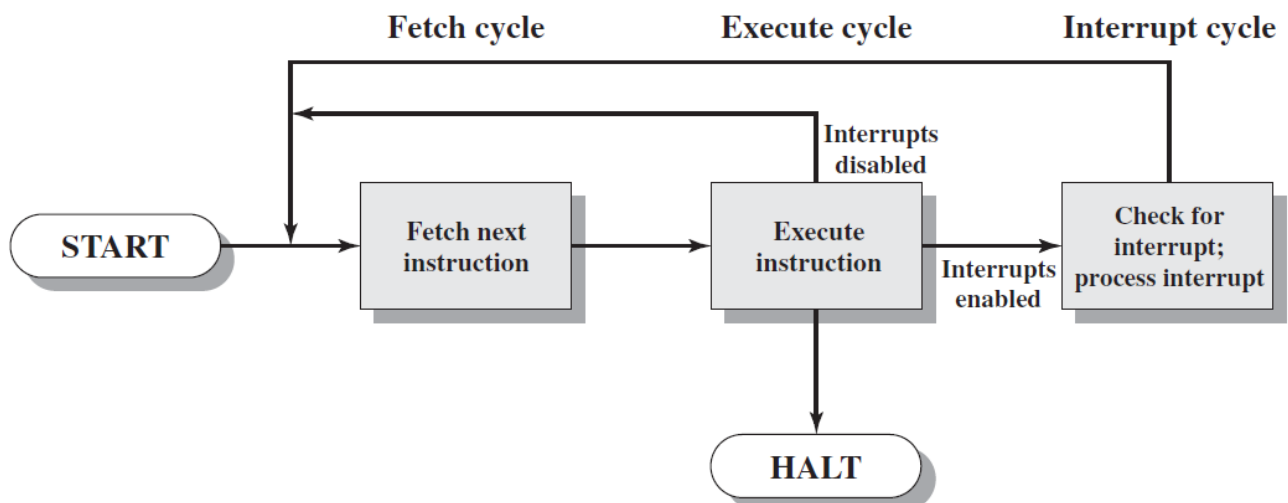 Fetch cycle
Execute cycle
Interrupt cycle
Interrupts
disabled
START
Fetch next
instruction
Execute
instruction
Interrupts
enabled
Check for
interrupt;
process interrupt
HALT